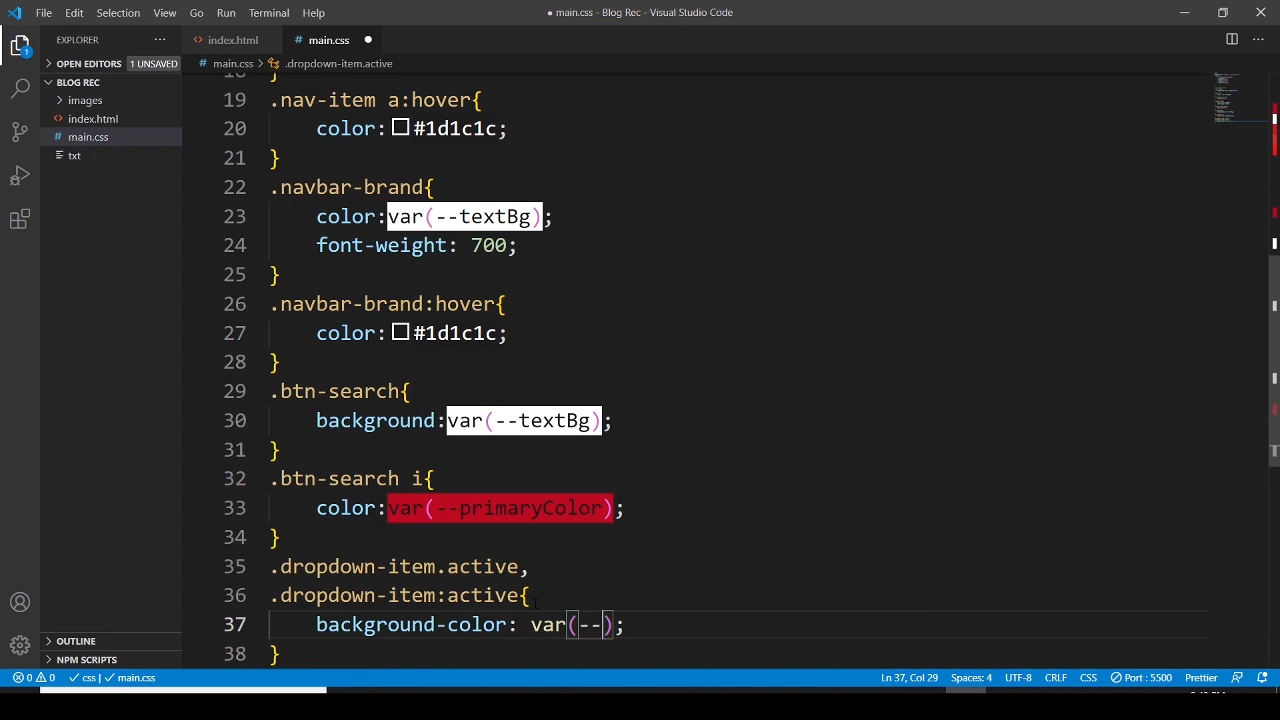 File Edit Selection View Go Run Terminal Help ● main.css - Blog Rec - Visual Studio Code
EXPLORER ··· <> index.html # main.css ●
OPEN EDITORS 1 UNSAVED # main.css > .dropdown-item.active
BLOG REC
images
<> index.html
# main.css
txt
OUTLINE
NPM SCRIPTS
1
19 .nav-item a:hover{
20 color: #1d1c1c;
21 }
22 .navbar-brand{
23 color:var(--textBg);
24 font-weight: 700;
25 }
26 .navbar-brand:hover{
27 color: #1d1c1c;
28 }
29 .btn-search{
30 background:var(--textBg);
31 }
32 .btn-search i{
33 color:var(--primaryColor);
34 }
35 .dropdown-item.active,
36 .dropdown-item:active{
37 background-color: var(--);
38 }
0 0 ✓ css | ✓ main.css Ln 37, Col 29 Spaces: 4 UTF-8 CRLF CSS Port : 5500 Prettier